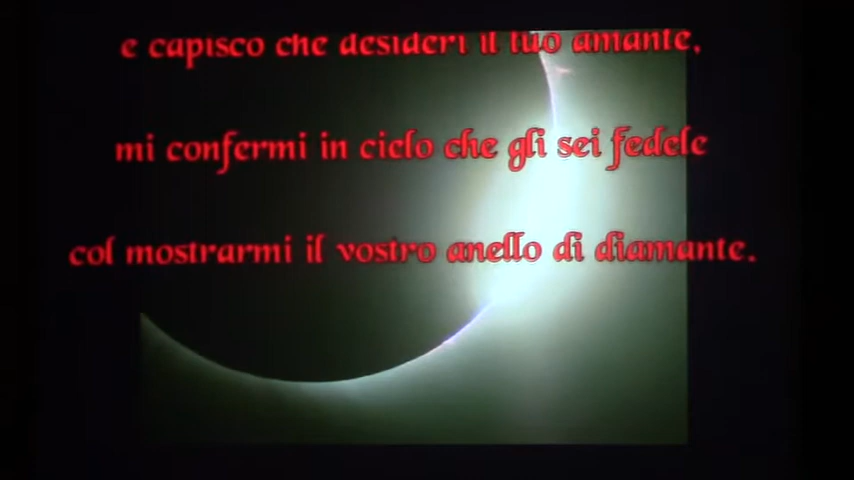 e capisco che desideri il tuo amante,
mi confermi in cielo che gli sei fedele
col mostrarmi il vostro anello di diamante.